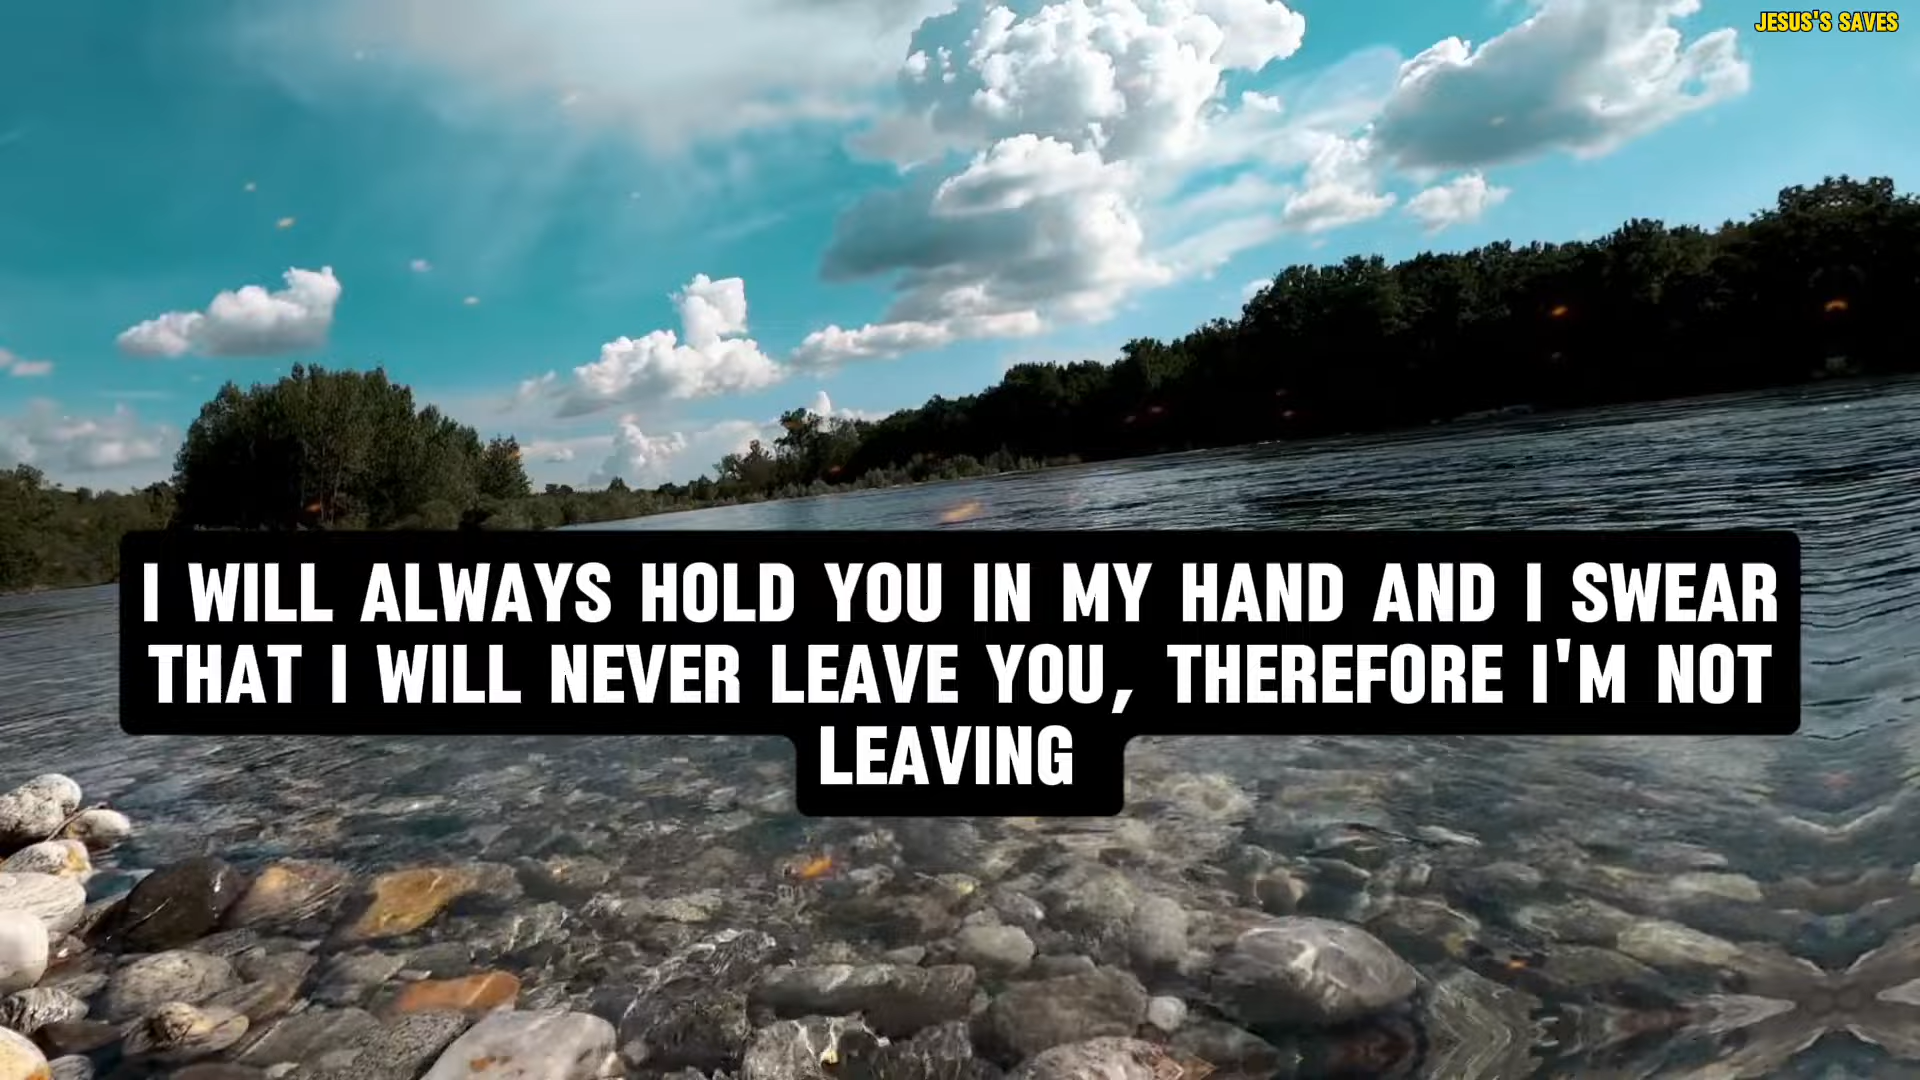 JESUS'S SAVES
I WILL ALWAYS HOLD YOU IN MY HAND AND I SWEAR
THAT I WILL NEVER LEAVE YOU, THEREFORE I'M NOT
LEAVING